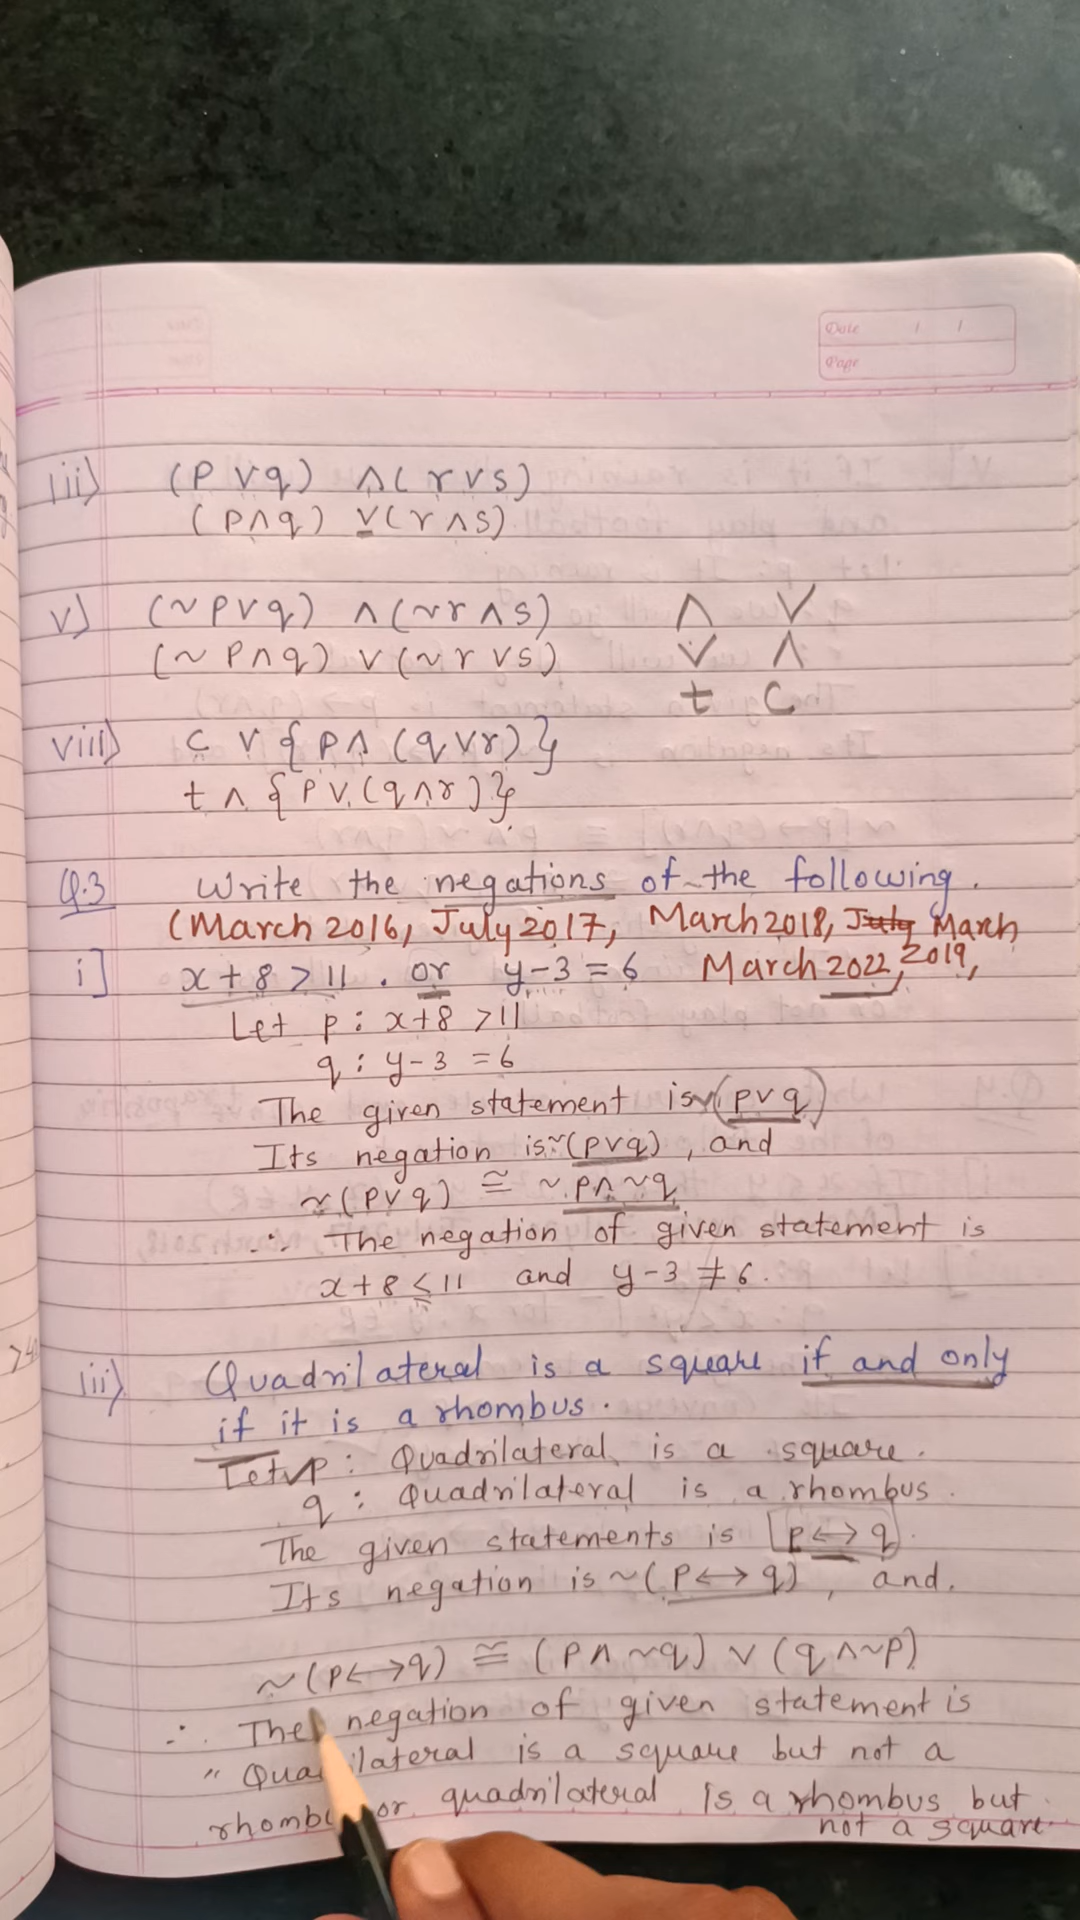 Date / /
Page
iii) (P ∨ q) ∧ (r ∨ s)
(P ∧ q) ∨ (r ∧ s)
v) (~P ∨ q) ∧ (~r ∧ s) ∧ ∨
(~P ∧ q) ∨ (~r ∨ s) ∨ ∧
t C
viii) C ∨ {P ∧ (q ∨ r)}
t ∧ {P ∨ (q ∧ r)}
Q.3 Write the negations of the following.
(March 2016, July 2017, March 2018, July March
i] x + 8 > 11 . or y - 3 = 6 March 2022, 2019,
Let p : x + 8 > 11
q : y - 3 = 6
The given statement is (p ∨ q)
Its negation is ~(p ∨ q) , and
~(P ∨ q) ≅ ~P ∧ ~q
∴ The negation of given statement is
x + 8 ≤ 11 and y - 3 ≠ 6.
iii) Quadrilateral is a square if and only
if it is a rhombus.
Let p : Quadrilateral is a square.
q : Quadrilateral is a rhombus.
The given statements is [p ↔ q].
Its negation is ~(P ↔ q) , and,
~(P ↔ q) ≅ (P ∧ ~q) ∨ (q ∧ ~P)
∴ The negation of given statement is
" Quadrilateral is a square but not a
rhombus or quadrilateral is a rhombus but
not a square